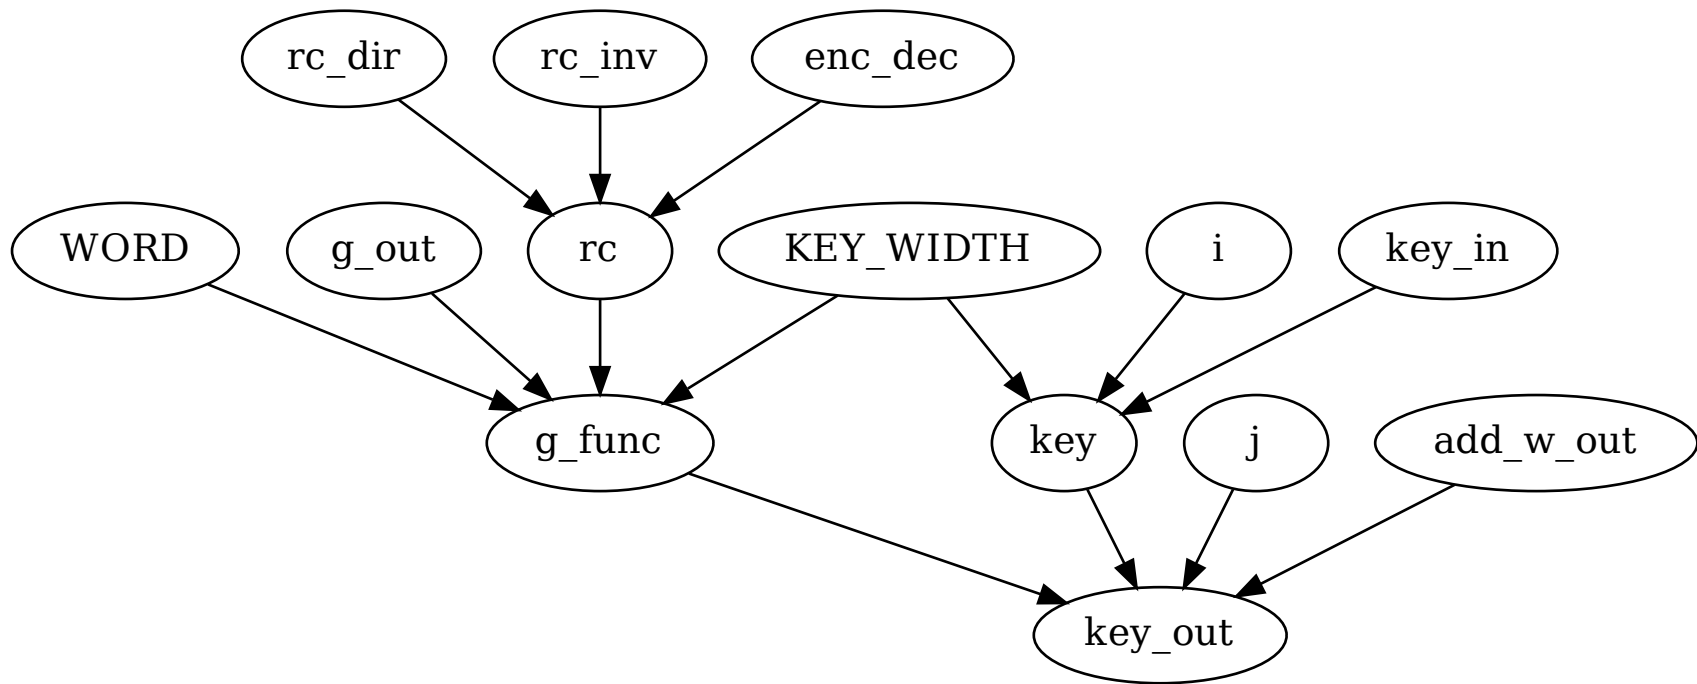 rc_dir
rc_inv
enc_dec
WORD
g_out
rc
KEY_WIDTH
i
key_in
g_func
key
j
add_w_out
key_out